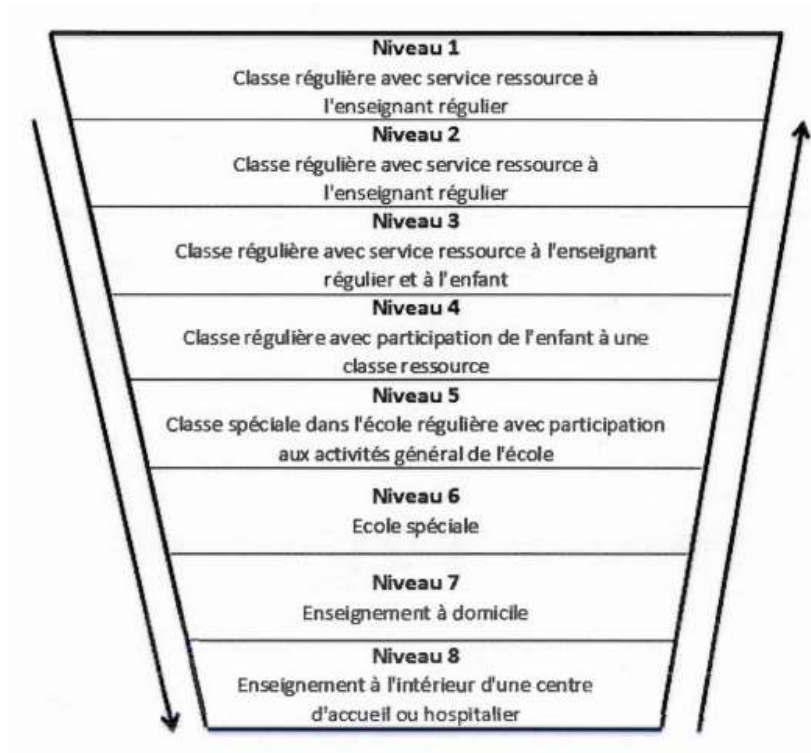 Niveau 1
Classe régulière avec service ressource à
l'enseignant régulier
Niveau 2
Classe régulière avec service ressource à
l'enseignant régulier
Niveau 3
Classe régulière avec service ressource à l'enseignant
régulier et à l'enfant
Niveau 4
Classe régulière avec participation de l'enfant à une
classe ressource
Niveau 5
Classe spéciale dans l'école régulière avec participation
aux activités général de l'école
Niveau 6
Ecole spéciale
Niveau 7
Enseignement à domicile
Niveau 8
Enseignement à l'intérieur d'une centre
d'accueil ou hospitalier